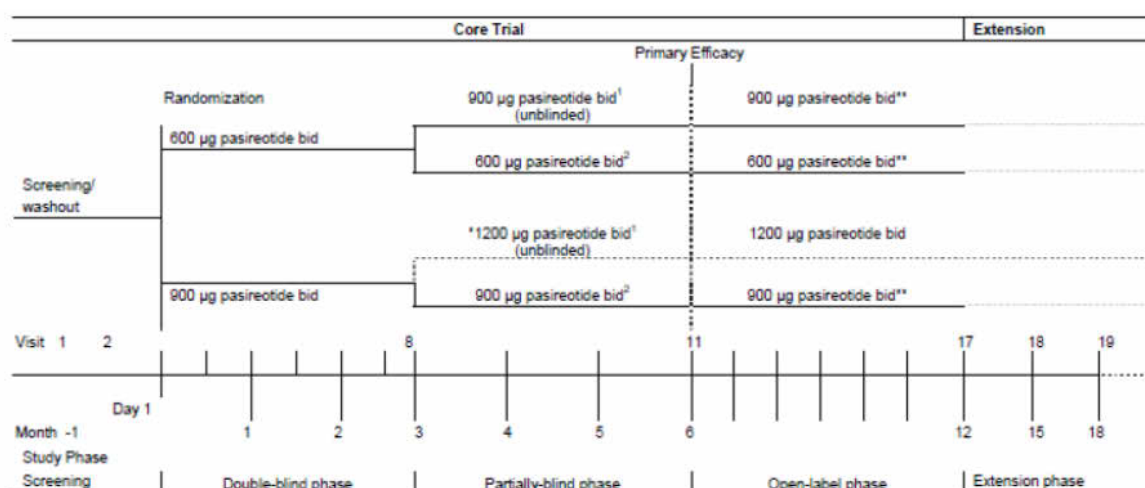 Core Trial Extension
Primary Efficacy
Randomization
900 µg pasireotide bid¹
(unblinded)
900 µg pasireotide bid**
600 µg pasireotide bid
600 µg pasireotide bid²
600 µg pasireotide bid**
Screening/
washout
*1200 µg pasireotide bid¹
(unblinded)
1200 µg pasireotide bid
900 µg pasireotide bid
900 µg pasireotide bid²
900 µg pasireotide bid**
Visit 1 2 8 11 17 18 19
Day 1
Month -1 1 2 3 4 5 6 12 15 18
Study Phase
Screening Double-blind phase Partially-blind phase Open-label phase Extension phase